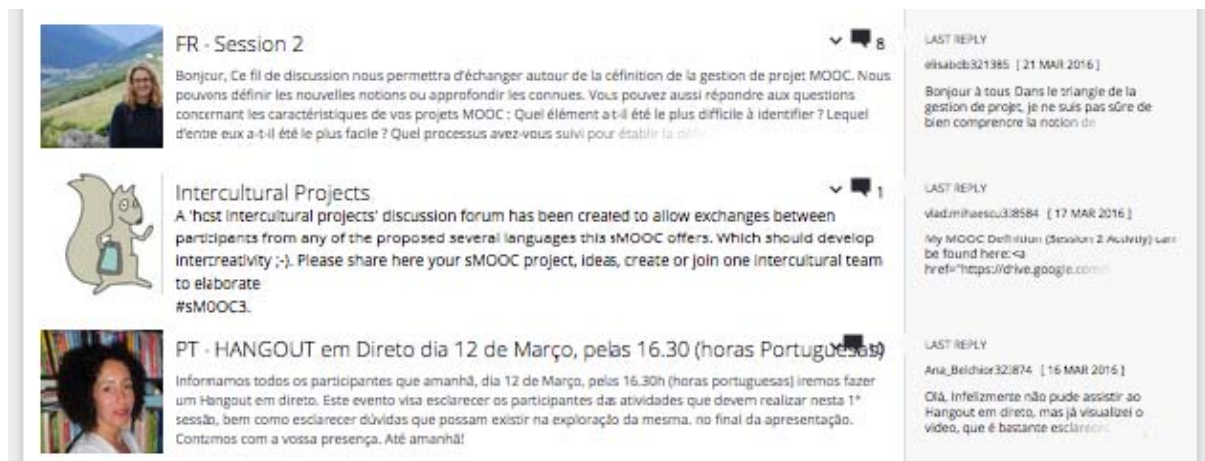 FR - Session 2
8
Bonjour, Ce fil de discussion nous permettra d'échanger autour de la céfinition de la gestion de projet MOOC. Nous
pouvons définir les nouvelles notions ou approfondir les connues. Vous pouvez aussi répondre aux questions
concernant les caractéristiques de vos projets MOOC : Quel élément a-t-il été le plus difficile à identifier ? Lequel
d'entre eux a-t-il été le plus facile ? Quel processus avez-vous suivi pour établir la
LAST REPLY
elisabdb321385 [ 21 MAR 2016 ]
Bonjour à tous Dans le triangle de la
gestion de projet, je ne suis pas sûre de
bien comprencre la notion de
Intercultural Projects
1
A 'host intercultural projects' discussion forum has been created to allow exchanges between
participants from any of the proposed several languages this sMOOC offers. Which should develop
intercreativity ;-). Please share here your sMOOC project, ideas, create or join one intercultural team
to elaborate
#sMOOC3.
LAST REPLY
vlad.mihaescu338584 [ 17 MAR 2016 ]
My MOOC Definition (Session 2 Activity) can
be found here:<a
href="https://drive.google.com
PT - HANGOUT em Direto dia 12 de Março, pelas 16.30 (horas Portuguesas)
Informamos todos os participantes que amanhã, dia 12 de Março, pelas 16.30h (horas portuguesas) iremos fazer
um Hangout em direto. Este evento visa esclarecer os participantes das atividades que devem realizar nesta 1ª
sessão, bem como esclarecer dúvidas que possam existir na exploração da mesma, no final da apresentação.
Contamos com a vossa presença. Até amanhã!
LAST REPLY
Ana_Belchior323874 [ 16 MAR 2016 ]
Olá, Infelizmente não pude assistir ao
Hangout em direto, mas já visualizei o
video, que é bastante